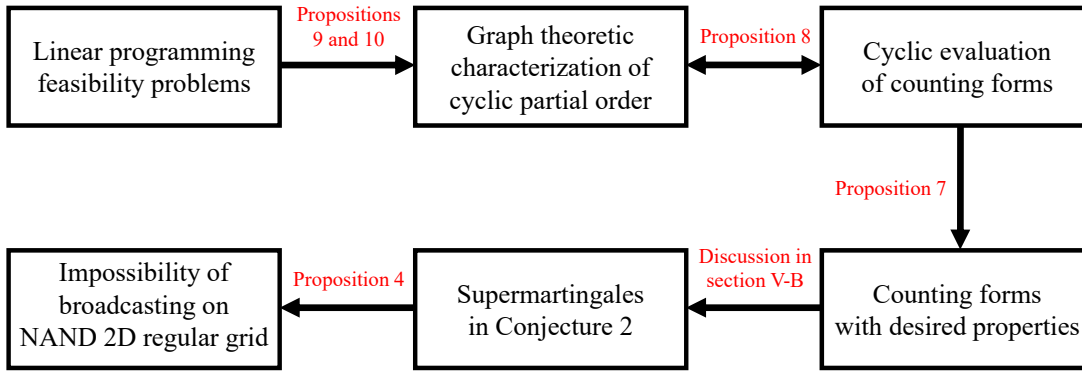 Linear programming
feasibility problems
Propositions
9 and 10
Graph theoretic
characterization of
cyclic partial order
Proposition 8
Cyclic evaluation
of counting forms
Proposition 7
Impossibility of
broadcasting on
NAND 2D regular grid
Proposition 4
Supermartingales
in Conjecture 2
Discussion in
section V-B
Counting forms
with desired properties